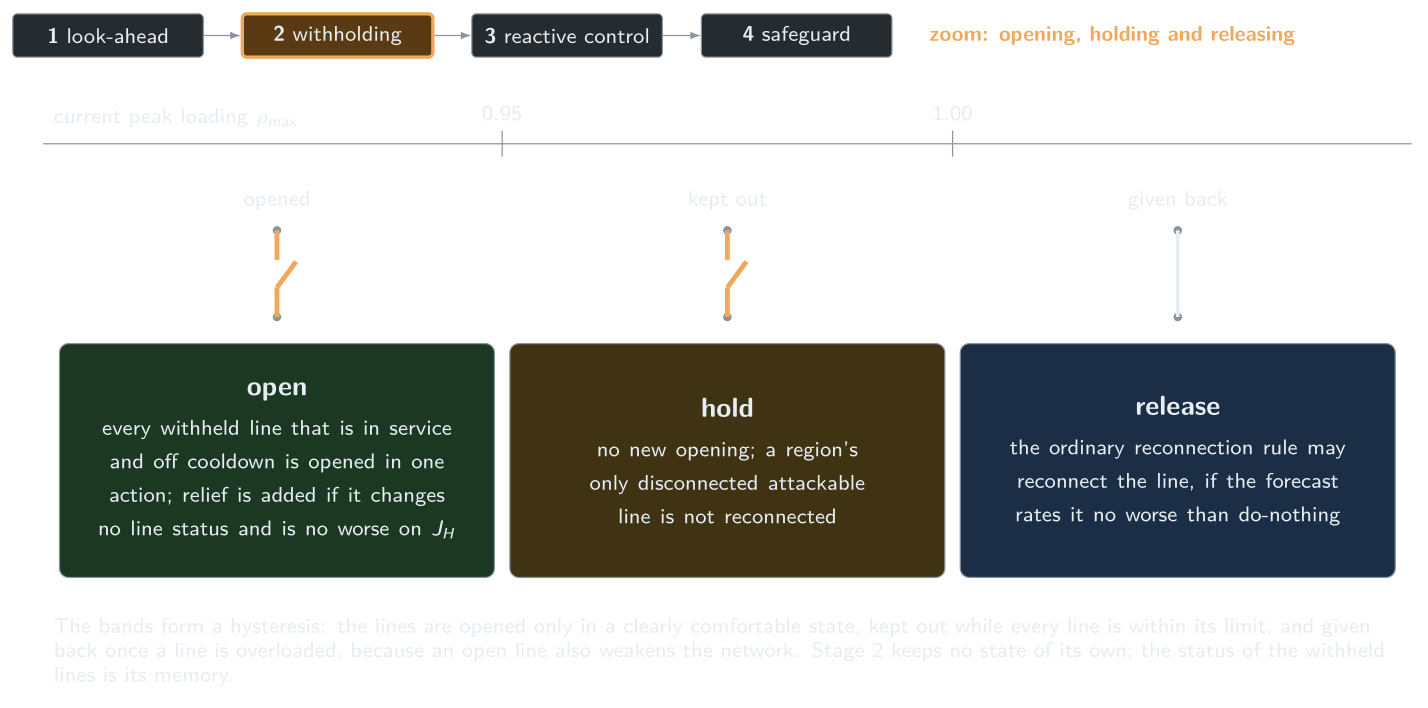 1 look-ahead
2 withholding
3 reactive control
4 safeguard
zoom: opening, holding and releasing
current peak loading ρmax
0.95
1.00
opened
kept out
given back
open
every withheld line that is in service
and off cooldown is opened in one
action; relief is added if it changes
no line status and is no worse on JH
hold
no new opening; a region's
only disconnected attackable
line is not reconnected
release
the ordinary reconnection rule may
reconnect the line, if the forecast
rates it no worse than do-nothing
The bands form a hysteresis: the lines are opened only in a clearly comfortable state, kept out while every line is within its limit, and given
back once a line is overloaded, because an open line also weakens the network. Stage 2 keeps no state of its own; the status of the withheld
lines is its memory.